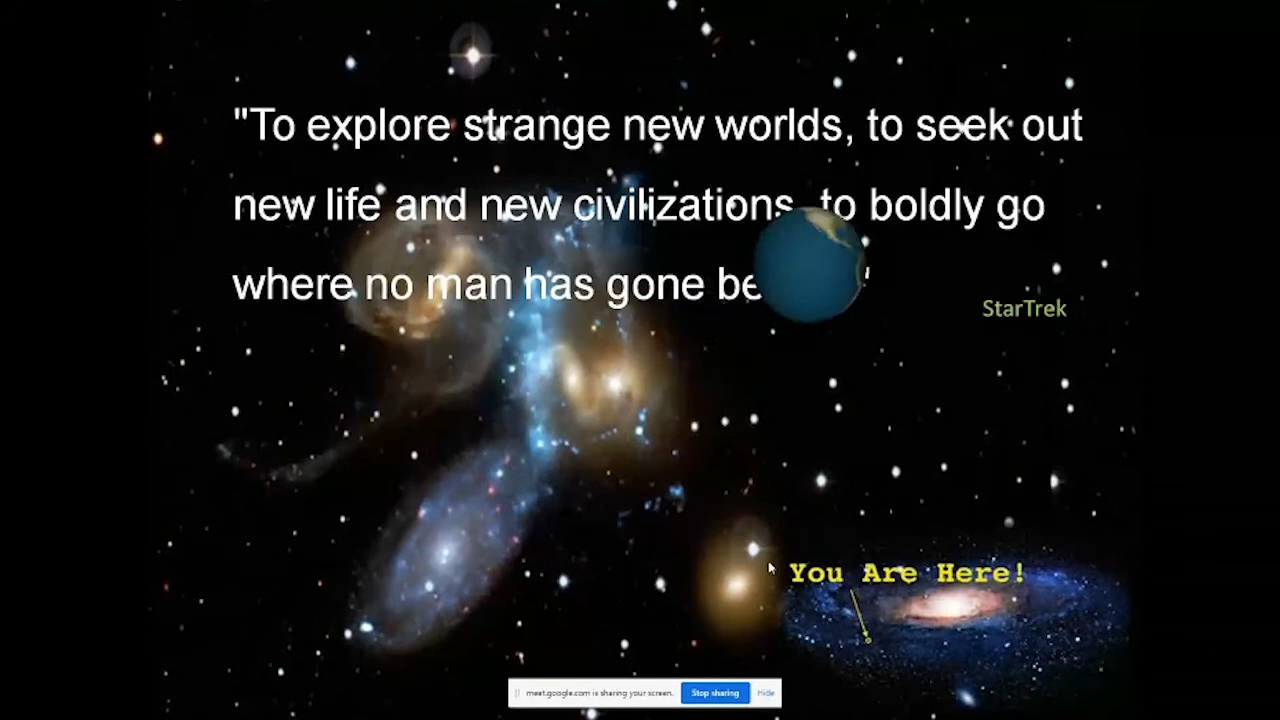 "To explore strange new worlds, to seek out
new life and new civilizations, to boldly go
where no man has gone
StarTrek
You Are Here!
meet.google.com is sharing your screen. Stop sharing Hide